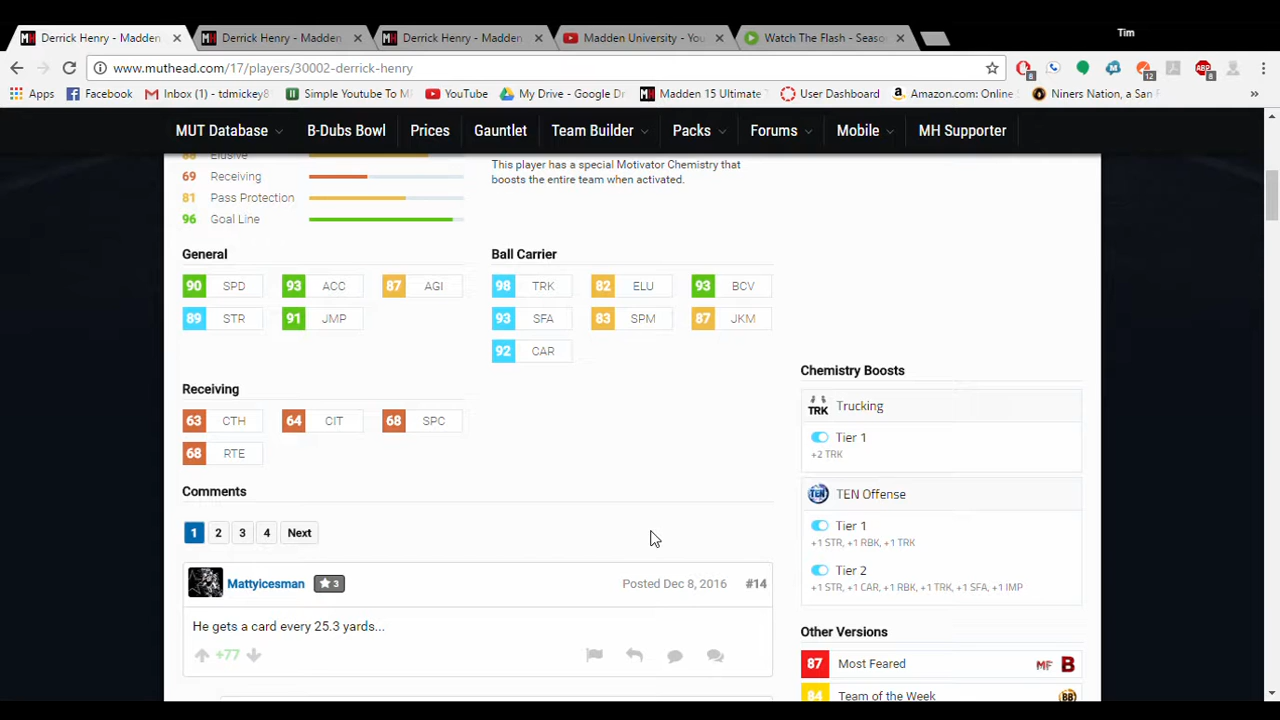 Derrick Henry - Madden
Derrick Henry - Madden
Derrick Henry - Madden
Madden University - You
Watch The Flash - Seaso
Tim
www.muthead.com/17/players/30002-derrick-henry
Apps
Facebook
Inbox (1) - tdmickey8
Simple Youtube To M
YouTube
My Drive - Google Dr
Madden 15 Ultimate T
User Dashboard
Amazon.com: Online
Niners Nation, a San F
MUT Database
B-Dubs Bowl
Prices
Gauntlet
Team Builder
Packs
Forums
Mobile
MH Supporter
88 Elusive
69 Receiving
81 Pass Protection
96 Goal Line
This player has a special Motivator Chemistry that
boosts the entire team when activated.
General
90 SPD 93 ACC 87 AGI
89 STR 91 JMP
Ball Carrier
98 TRK 82 ELU 93 BCV
93 SFA 83 SPM 87 JKM
92 CAR
Receiving
63 CTH 64 CIT 68 SPC
68 RTE
Chemistry Boosts
TRK Trucking
Tier 1
+2 TRK
TEN TEN Offense
Tier 1
+1 STR, +1 RBK, +1 TRK
Tier 2
+1 STR, +1 CAR, +1 RBK, +1 TRK, +1 SFA, +1 IMP
Other Versions
87 Most Feared MF B
84 Team of the Week 88
Comments
1 2 3 4 Next
Mattyicesman 3 Posted Dec 8, 2016 #14
He gets a card every 25.3 yards...
+77